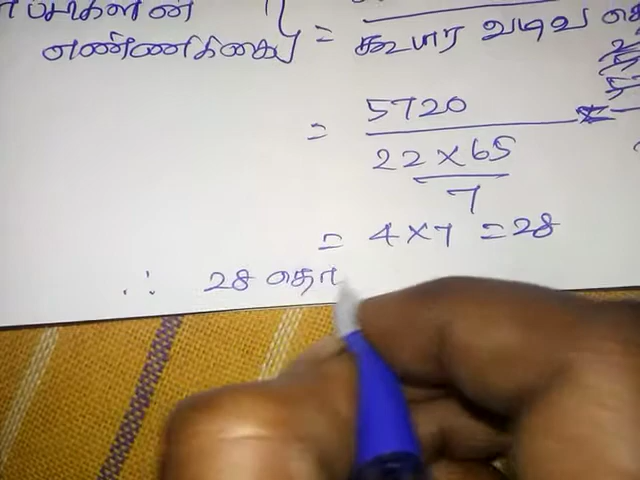 எண்ணிக்கை } =
கூம்பு வடிவ
= 5720
22 × 65
7
= 4 × 7 = 28
∴ 28 தொ